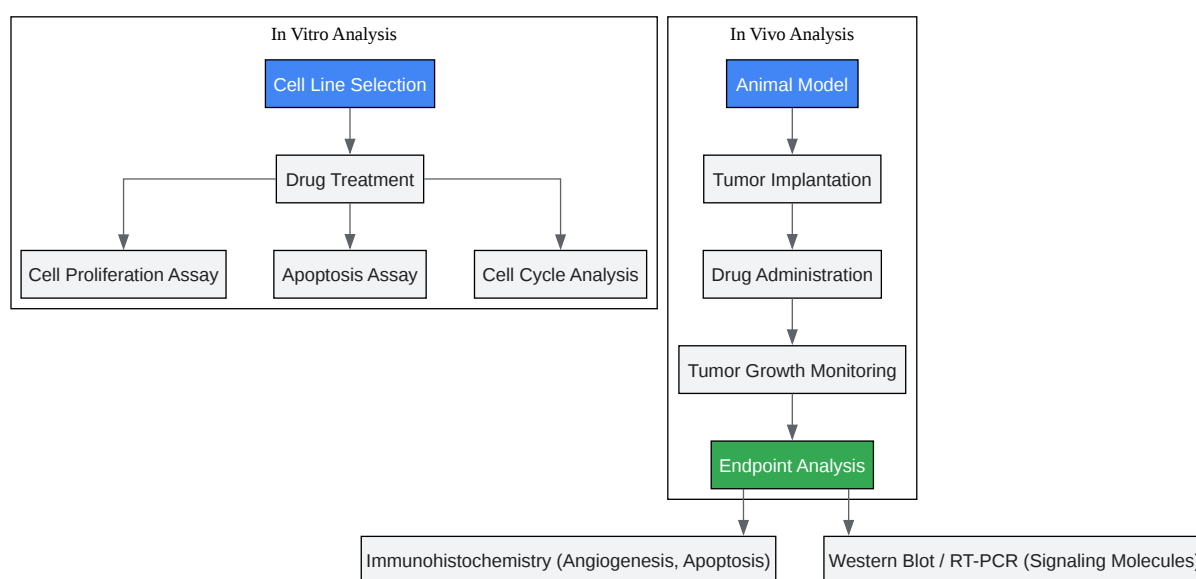 In Vitro Analysis
Cell Line Selection
Drug Treatment
Cell Proliferation Assay
Apoptosis Assay
Cell Cycle Analysis
In Vivo Analysis
Animal Model
Tumor Implantation
Drug Administration
Tumor Growth Monitoring
Endpoint Analysis
Immunohistochemistry (Angiogenesis, Apoptosis)
Western Blot / RT-PCR (Signaling Molecules)